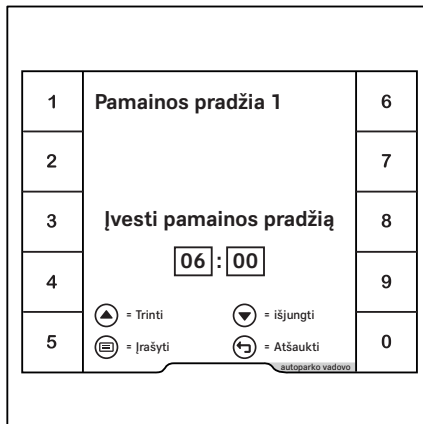 1 Pamainos pradžia 1 6
2 7
3 Įvesti pamainos pradžią 8
06 : 00
4 9
= Trinti = išjungti
5 = Įrašyti = Atšaukti 0
autoparko vadovo